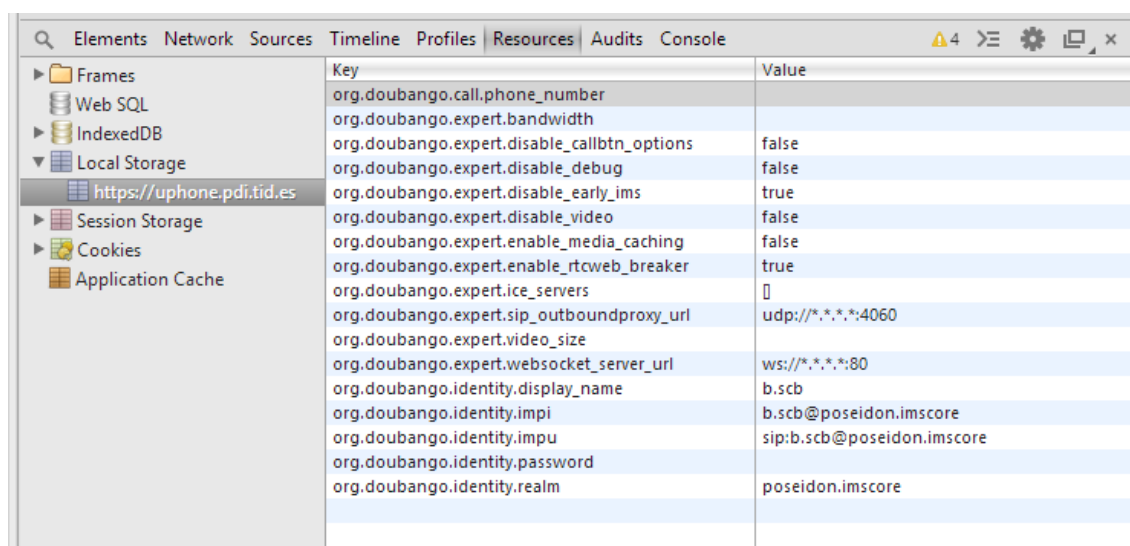 Elements Network Sources Timeline Profiles Resources Audits Console 4
Frames
Web SQL
IndexedDB
Local Storage
https://uphone.pdi.tid.es
Session Storage
Cookies
Application Cache
Key Value
org.doubango.call.phone_number
org.doubango.expert.bandwidth
org.doubango.expert.disable_callbtn_options false
org.doubango.expert.disable_debug false
org.doubango.expert.disable_early_ims true
org.doubango.expert.disable_video false
org.doubango.expert.enable_media_caching false
org.doubango.expert.enable_rtcweb_breaker true
org.doubango.expert.ice_servers []
org.doubango.expert.sip_outboundproxy_url udp://*.*.*.*:4060
org.doubango.expert.video_size
org.doubango.expert.websocket_server_url ws://*.*.*.*:80
org.doubango.identity.display_name b.scb
org.doubango.identity.impi b.scb@poseidon.imscore
org.doubango.identity.impu sip:b.scb@poseidon.imscore
org.doubango.identity.password
org.doubango.identity.realm poseidon.imscore